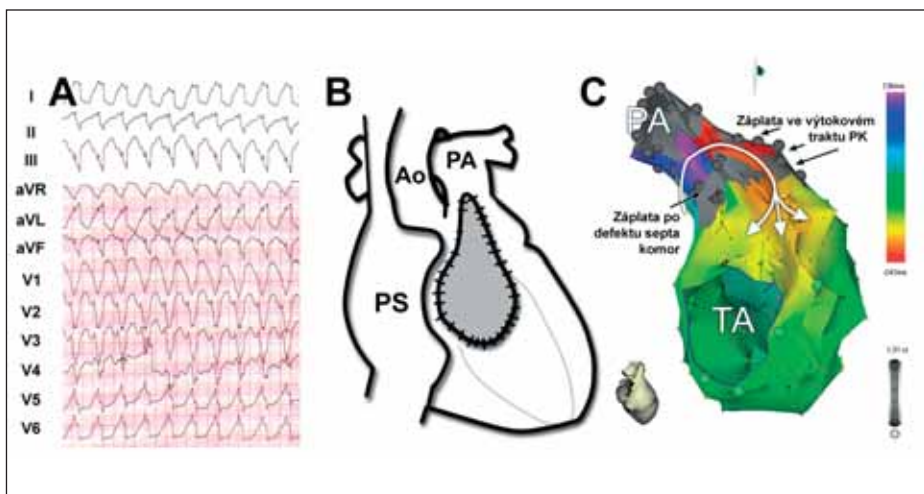 A
I
II
III
aVR
aVL
aVF
V1
V2
V3
V4
V5
V6
B
Ao
PA
PS
C
PA
Záplata ve výtokovém
traktu PK
Záplata po
defektu septa
komor
TA